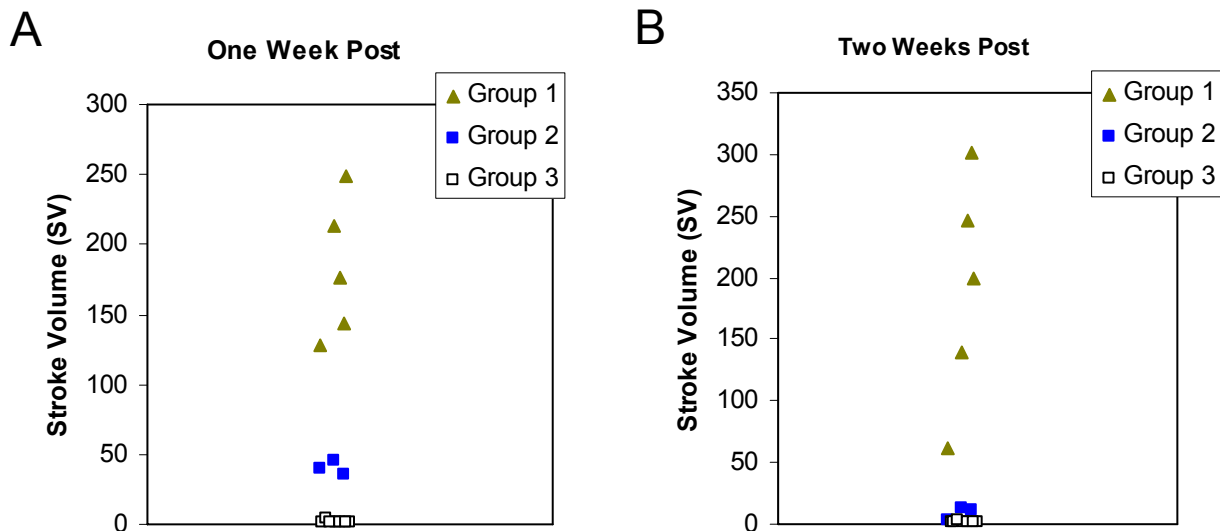 A
One Week Post
Group 1
Group 2
Group 3
Stroke Volume (SV)
300
250
200
150
100
50
0
B
Two Weeks Post
Group 1
Group 2
Group 3
Stroke Volume (SV)
350
300
250
200
150
100
50
0